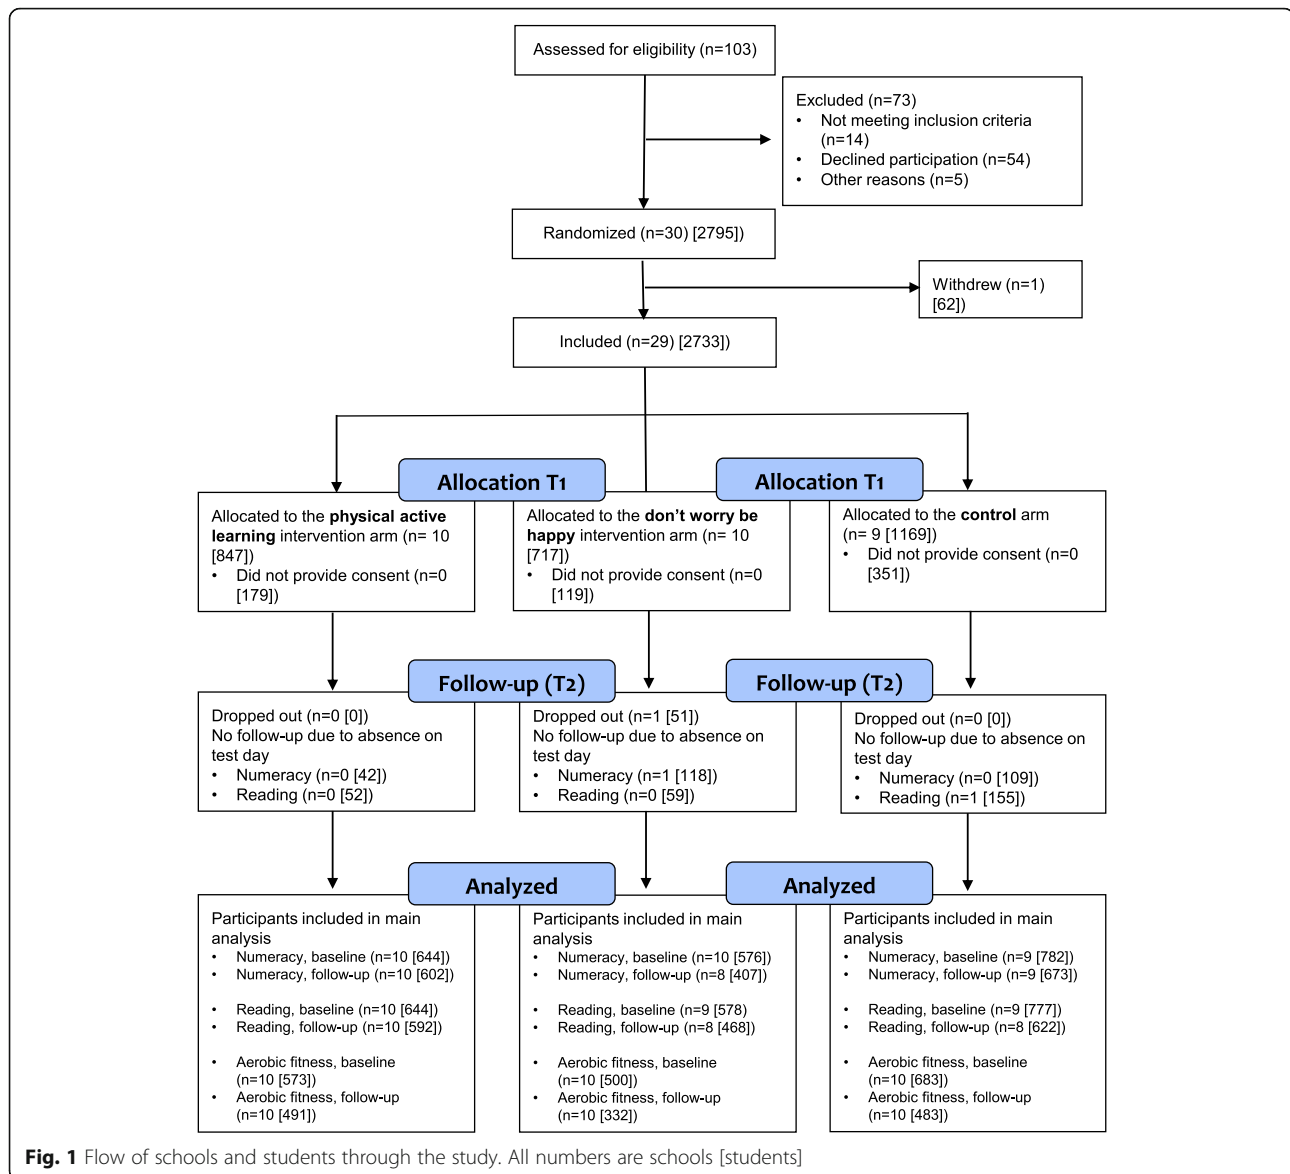 Assessed for eligibility (n=103)
Excluded (n=73)
• Not meeting inclusion criteria
(n=14)
• Declined participation (n=54)
• Other reasons (n=5)
Randomized (n=30) [2795])
Withdrew (n=1)
[62])
Included (n=29) [2733])
Allocation T1
Allocation T1
Allocated to the physical active
learning intervention arm (n= 10
[847])
• Did not provide consent (n=0
[179])
Allocated to the don't worry be
happy intervention arm (n= 10
[717])
• Did not provide consent (n=0
[119])
Allocated to the control arm
(n= 9 [1169])
• Did not provide consent (n=0
[351])
Follow-up (T2)
Follow-up (T2)
Dropped out (n=0 [0])
No follow-up due to absence on
test day
• Numeracy (n=0 [42])
• Reading (n=0 [52])
Dropped out (n=1 [51])
No follow-up due to absence on
test day
• Numeracy (n=1 [118])
• Reading (n=0 [59])
Dropped out (n=0 [0])
No follow-up due to absence on
test day
• Numeracy (n=0 [109])
• Reading (n=1 [155])
Analyzed
Analyzed
Participants included in main
analysis
• Numeracy, baseline (n=10 [644])
• Numeracy, follow-up (n=10 [602])
• Reading, baseline (n=10 [644])
• Reading, follow-up (n=10 [592])
• Aerobic fitness, baseline
(n=10 [573])
• Aerobic fitness, follow-up
(n=10 [491])
Participants included in main
analysis
• Numeracy, baseline (n=10 [576])
• Numeracy, follow-up (n=8 [407])
• Reading, baseline (n=9 [578)
• Reading, follow-up (n=8 [468])
• Aerobic fitness, baseline
(n=10 [500])
• Aerobic fitness, follow-up
(n=10 [332])
Participants included in main
analysis
• Numeracy, baseline (n=9 [782])
• Numeracy, follow-up (n=9 [673])
• Reading, baseline (n=9 [777])
• Reading, follow-up (n=8 [622])
• Aerobic fitness, baseline
(n=10 [683])
• Aerobic fitness, follow-up
(n=10 [483])
Fig. 1 Flow of schools and students through the study. All numbers are schools [students]